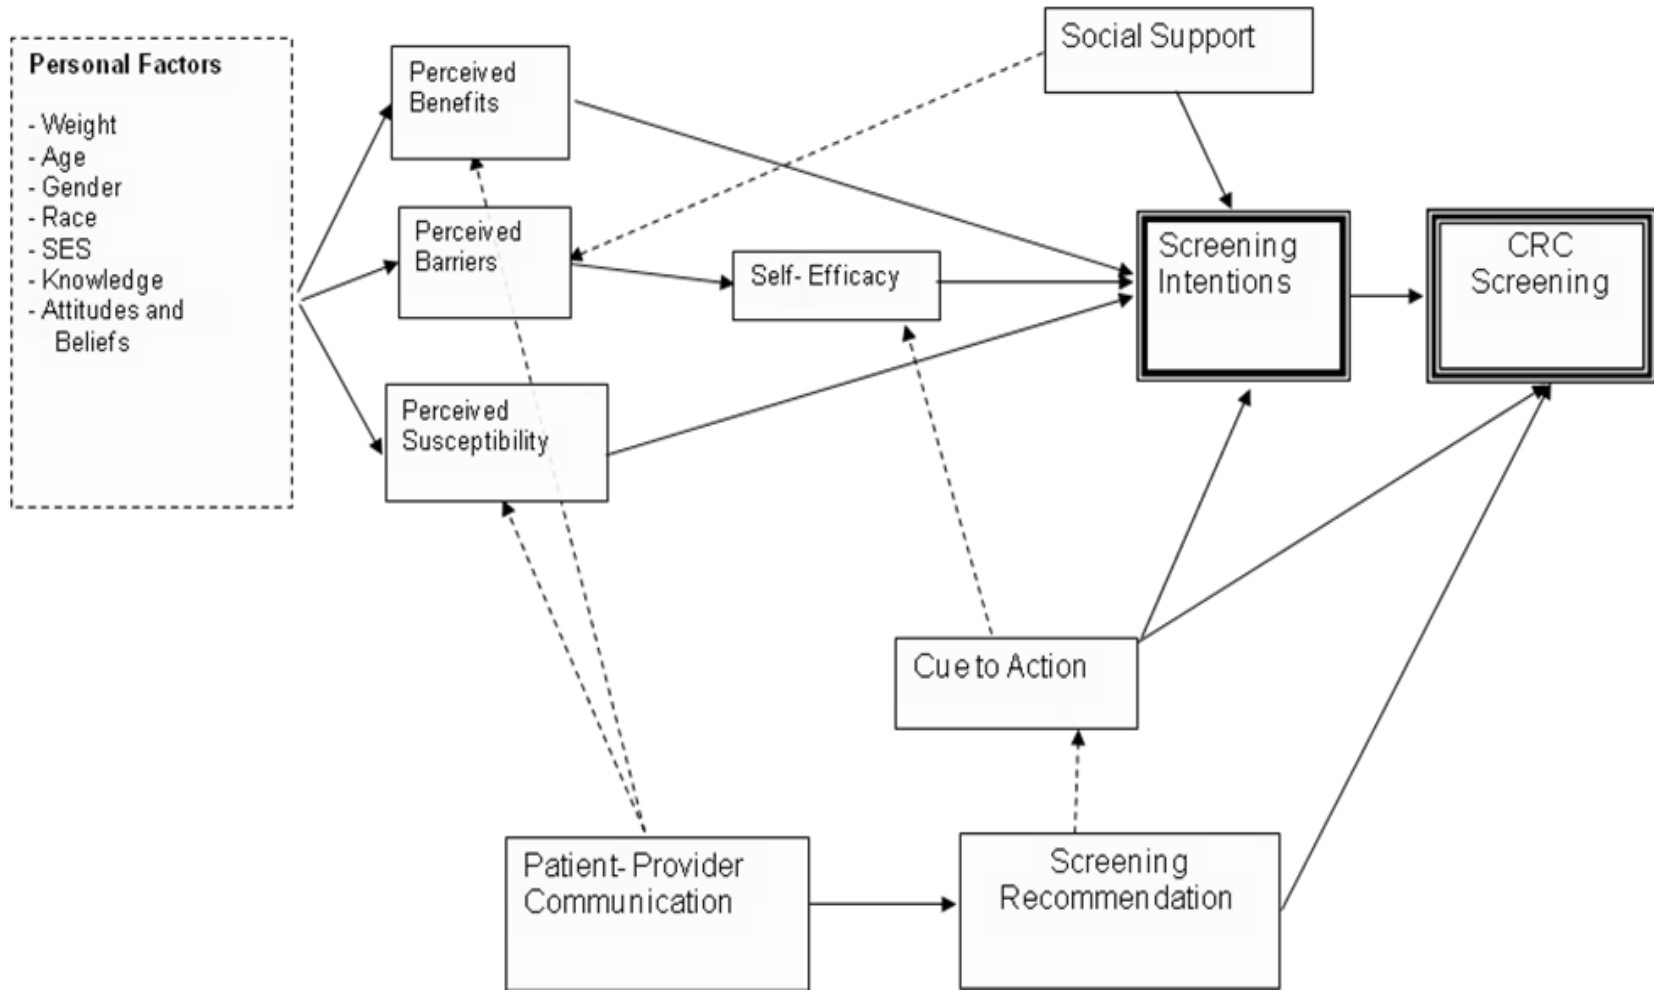 Personal Factors
- Weight
- Age
- Gender
- Race
- SES
- Knowledge
- Attitudes and
Beliefs
Perceived
Benefits
Perceived
Barriers
Perceived
Susceptibility
Self- Efficacy
Social Support
Screening
Intentions
CRC
Screening
Cue to Action
Patient- Provider
Communication
Screening
Recommendation